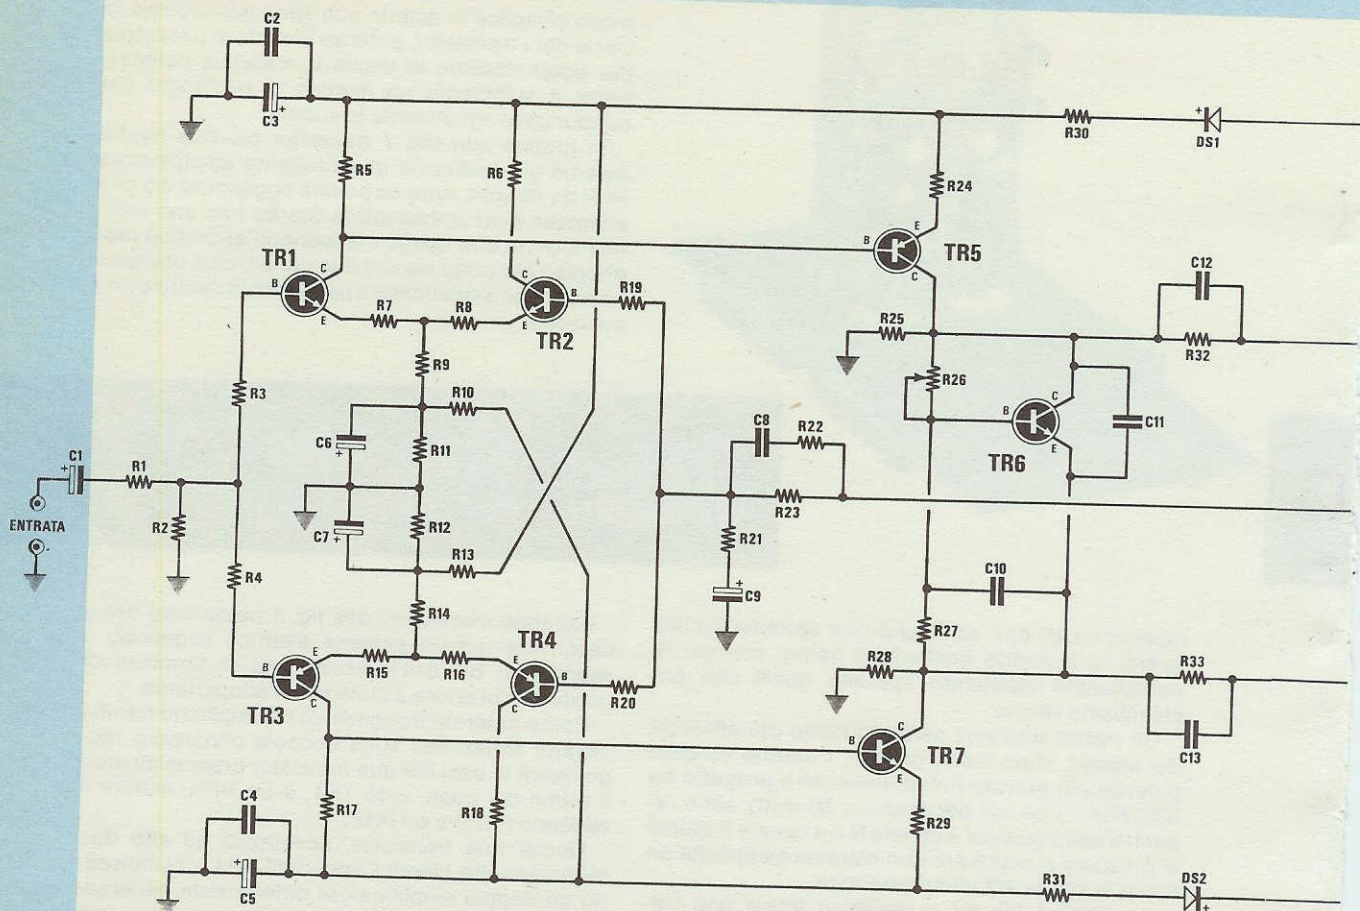 C2
C3
+
R5
R6
R30
+
DS1
R24
TR1
B
C
E
R7
R8
C
B
E
TR2
R19
B
E
C
TR5
R25
C12
R32
R9
R3
R10
R26
C6
+
R11
C8
R22
B
C
E
TR6
C11
C1
+
R1
ENTRATA
R2
C7
+
R12
R23
R13
R21
R4
C9
+
C10
R14
R27
TR3
B
E
C
R15
R16
TR4
E
B
C
R20
R28
R33
C13
B
C
E
TR7
R17
R18
C4
C5
+
R29
R31
DS2
+